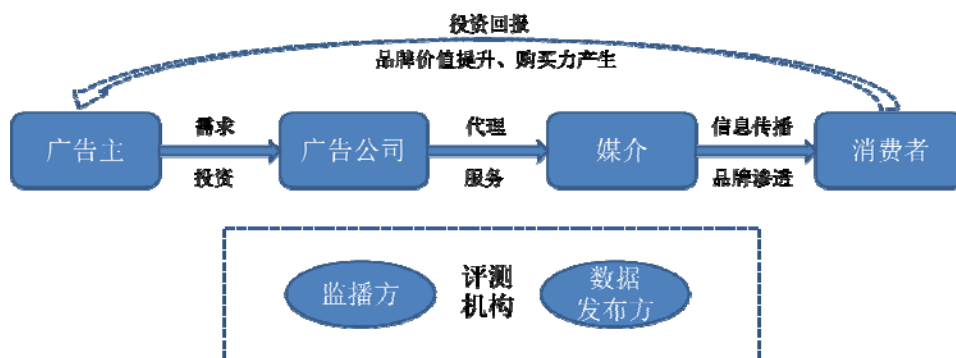 投资回报
品牌价值提升、购买力产生
广告主
需求
投资
广告公司
代理
服务
媒介
信息传播
品牌渗透
消费者
监播方
评测
机构
数据
发布方